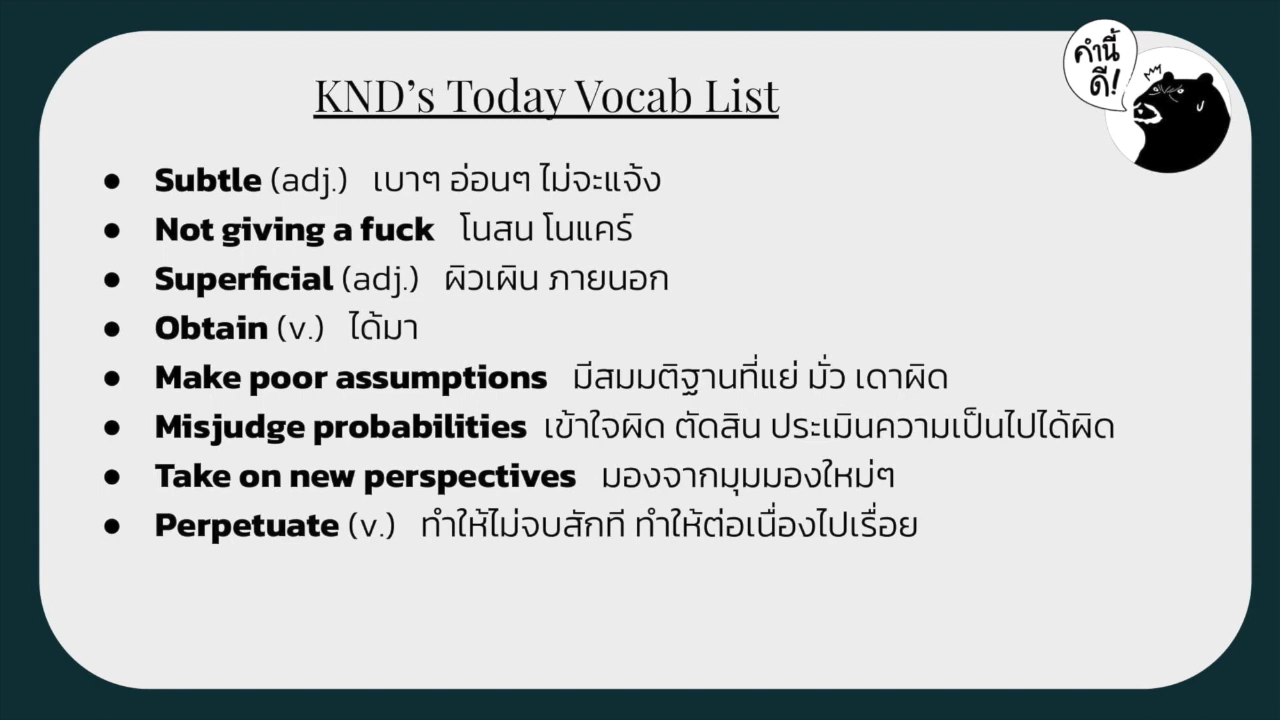 คำนี้
ดี!
KND’s Today Vocab List
● Subtle (adj.) เบาๆ อ่อนๆ ไม่จะแจ้ง
● Not giving a fuck โนสน โนแคร์
● Superficial (adj.) ผิวเผิน ภายนอก
● Obtain (v.) ได้มา
● Make poor assumptions มีสมมติฐานที่แย่ มั่ว เดาผิด
● Misjudge probabilities เข้าใจผิด ตัดสิน ประเมินความเป็นไปได้ผิด
● Take on new perspectives มองจากมุมมองใหม่ๆ
● Perpetuate (v.) ทำให้ไม่จบสักที ทำให้ต่อเนื่องไปเรื่อย